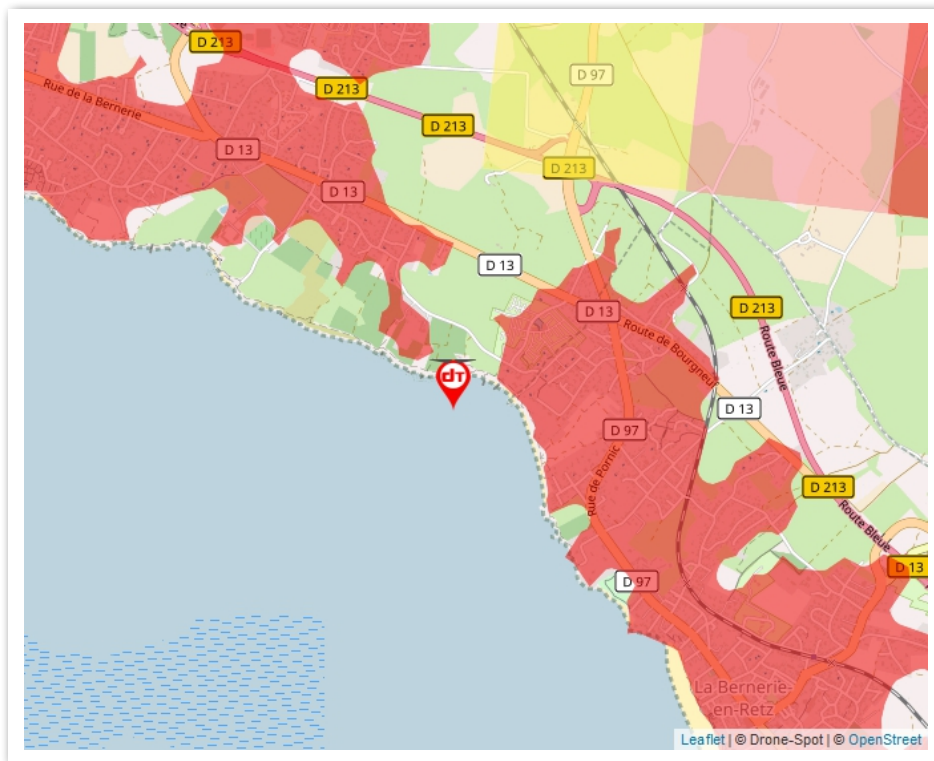 D 213
D 213
D 97
Rue de la Bernerie
D 213
D 13
D 213
D 13
D 13
D 213
D 13
Route de Bourgneuf
Route Bleue
dT
D 13
D 97
Rue de Pornic
D 213
Route Bleue
D 13
D 97
La Bernerie-
en-Retz
Leaflet | © Drone-Spot | © OpenStreet